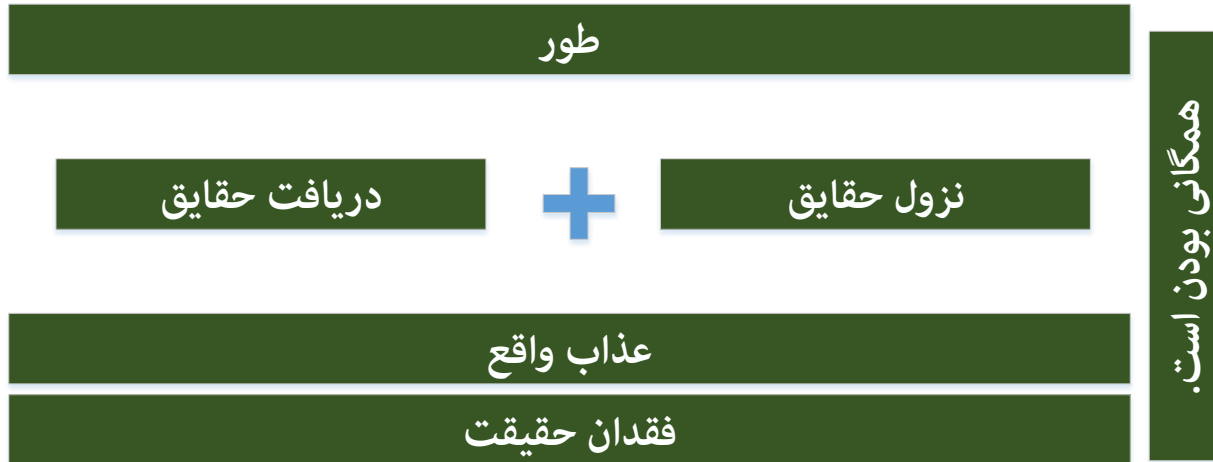 طور
نزول حقایق
دریافت حقایق
عذاب واقع
فقدان حقیقت
همگانی بودن است.